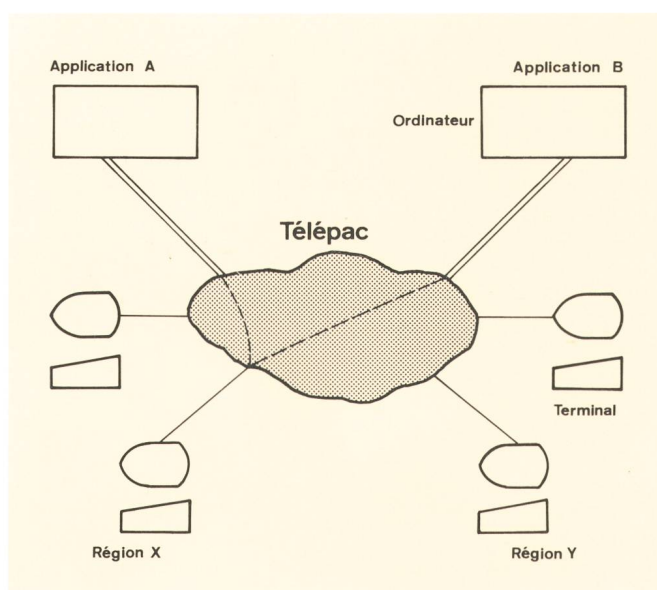 Application A
Application B
Ordinateur
Télépac
Terminal
Région X
Région Y